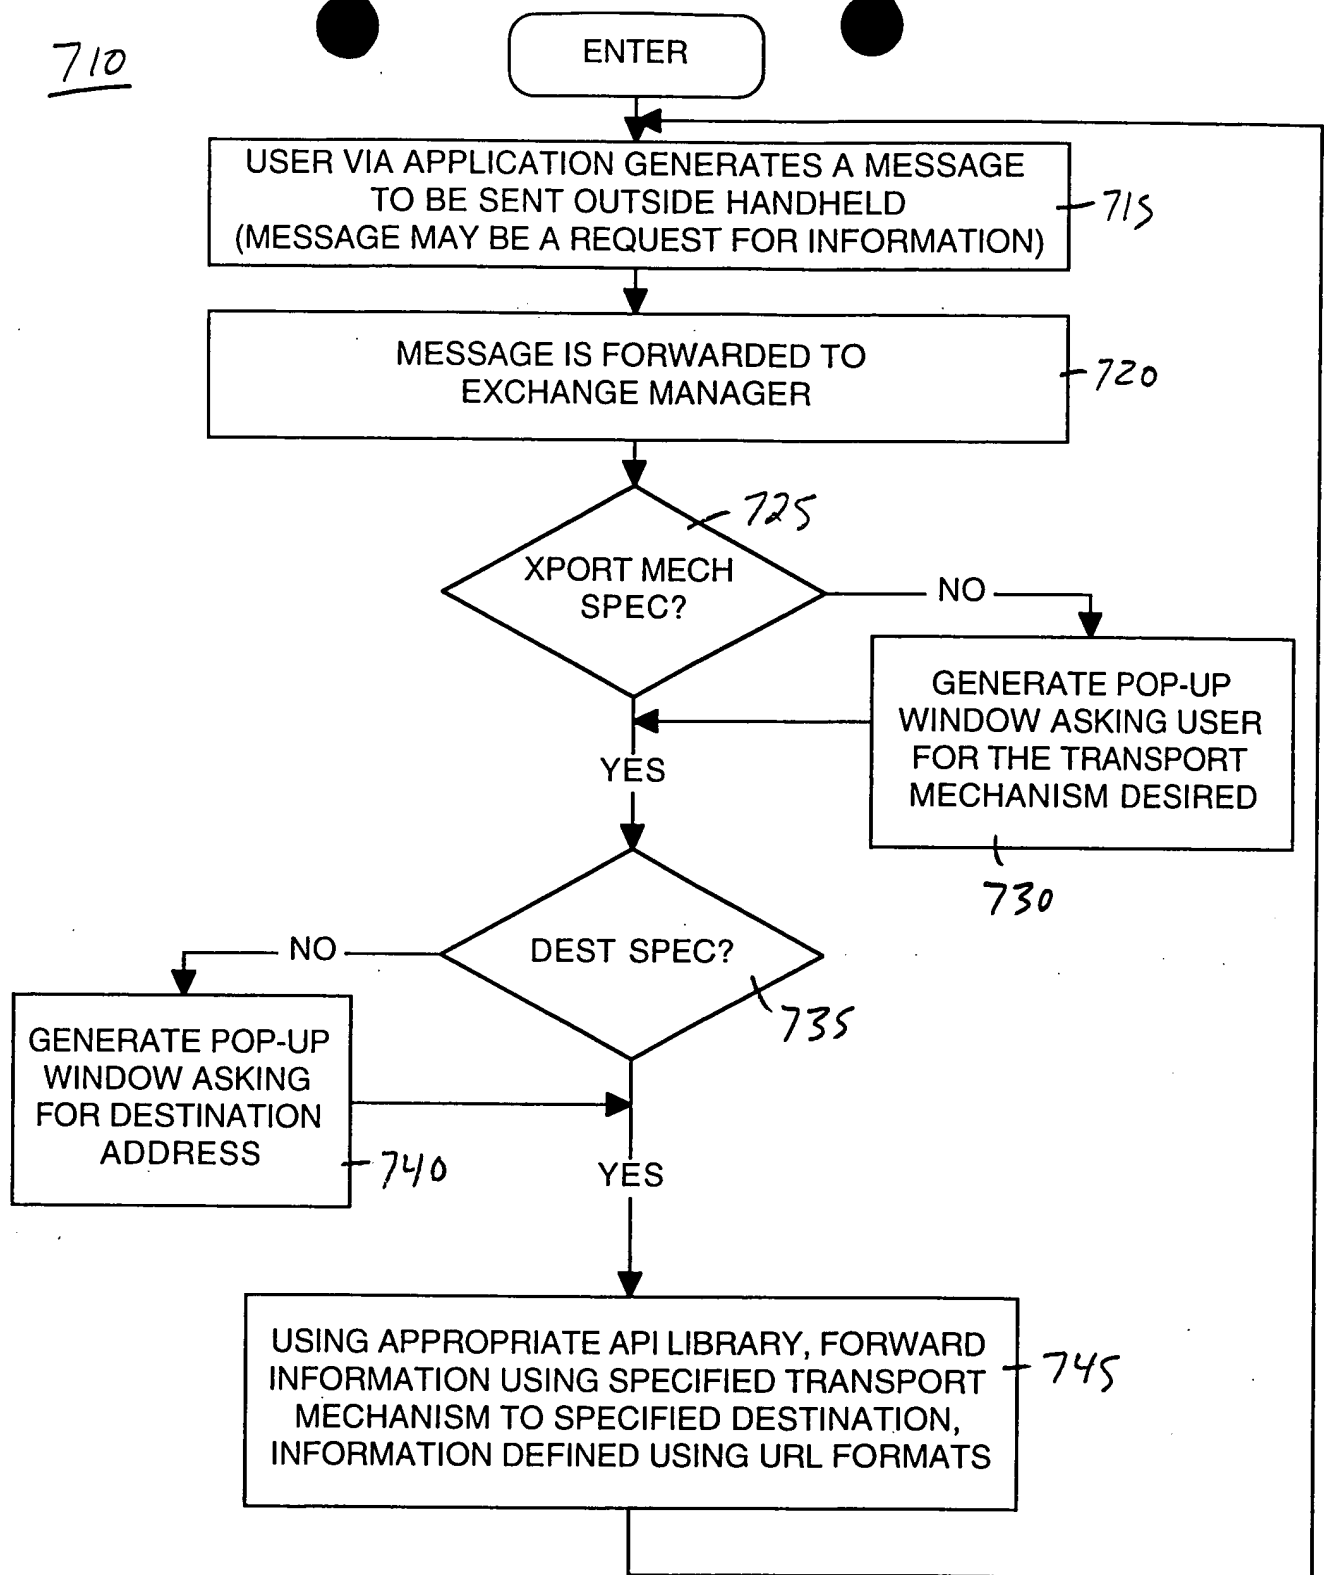 710
ENTER
USER VIA APPLICATION GENERATES A MESSAGE
TO BE SENT OUTSIDE HANDHELD
(MESSAGE MAY BE A REQUEST FOR INFORMATION)
715
MESSAGE IS FORWARDED TO
EXCHANGE MANAGER
720
725
XPORT MECH
SPEC?
NO
GENERATE POP-UP
WINDOW ASKING USER
FOR THE TRANSPORT
MECHANISM DESIRED
730
YES
DEST SPEC?
735
NO
GENERATE POP-UP
WINDOW ASKING
FOR DESTINATION
ADDRESS
740
YES
USING APPROPRIATE API LIBRARY, FORWARD
INFORMATION USING SPECIFIED TRANSPORT
MECHANISM TO SPECIFIED DESTINATION,
INFORMATION DEFINED USING URL FORMATS
745